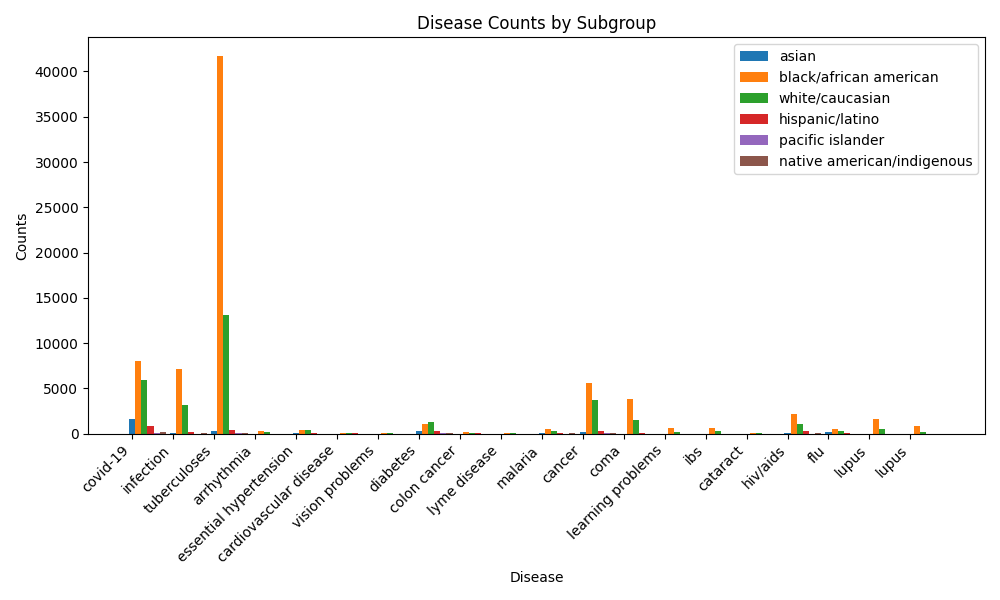 Disease Counts by Subgroup
asian
black/african american
white/caucasian
hispanic/latino
pacific islander
native american/indigenous
Counts
40000
35000
30000
25000
20000
15000
10000
5000
0
covid-19
infection
tuberculoses
arrhythmia
essential hypertension
cardiovascular disease
vision problems
diabetes
colon cancer
lyme disease
malaria
cancer
coma
learning problems
ibs
cataract
hiv/aids
flu
lupus
lupus
Disease